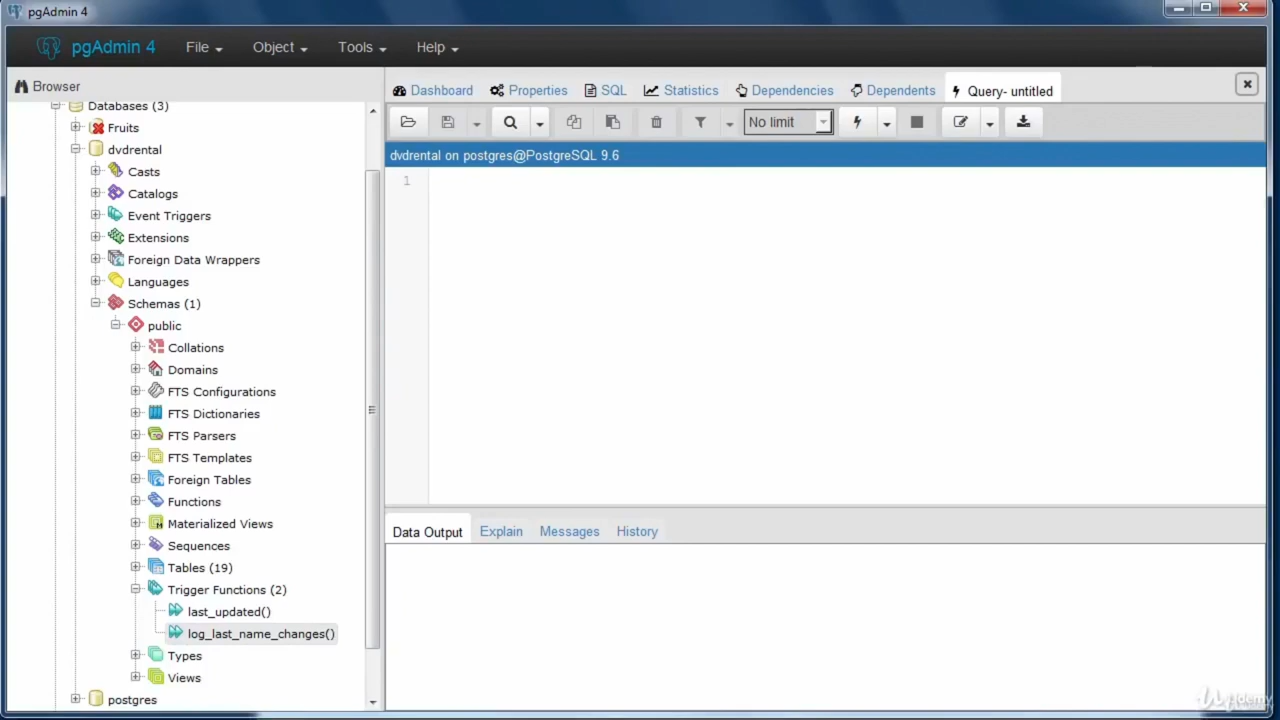 pgAdmin 4
pgAdmin 4 File Object Tools Help
Browser
Dashboard Properties SQL Statistics Dependencies Dependents Query- untitled
No limit
dvdrental on postgres@PostgreSQL 9.6
1
Databases (3)
Fruits
dvdrental
Casts
Catalogs
Event Triggers
Extensions
Foreign Data Wrappers
Languages
Schemas (1)
public
Collations
Domains
FTS Configurations
FTS Dictionaries
FTS Parsers
FTS Templates
Foreign Tables
Functions
Materialized Views
Sequences
Tables (19)
Trigger Functions (2)
last_updated()
log_last_name_changes()
Types
Views
postgres
Data Output Explain Messages History